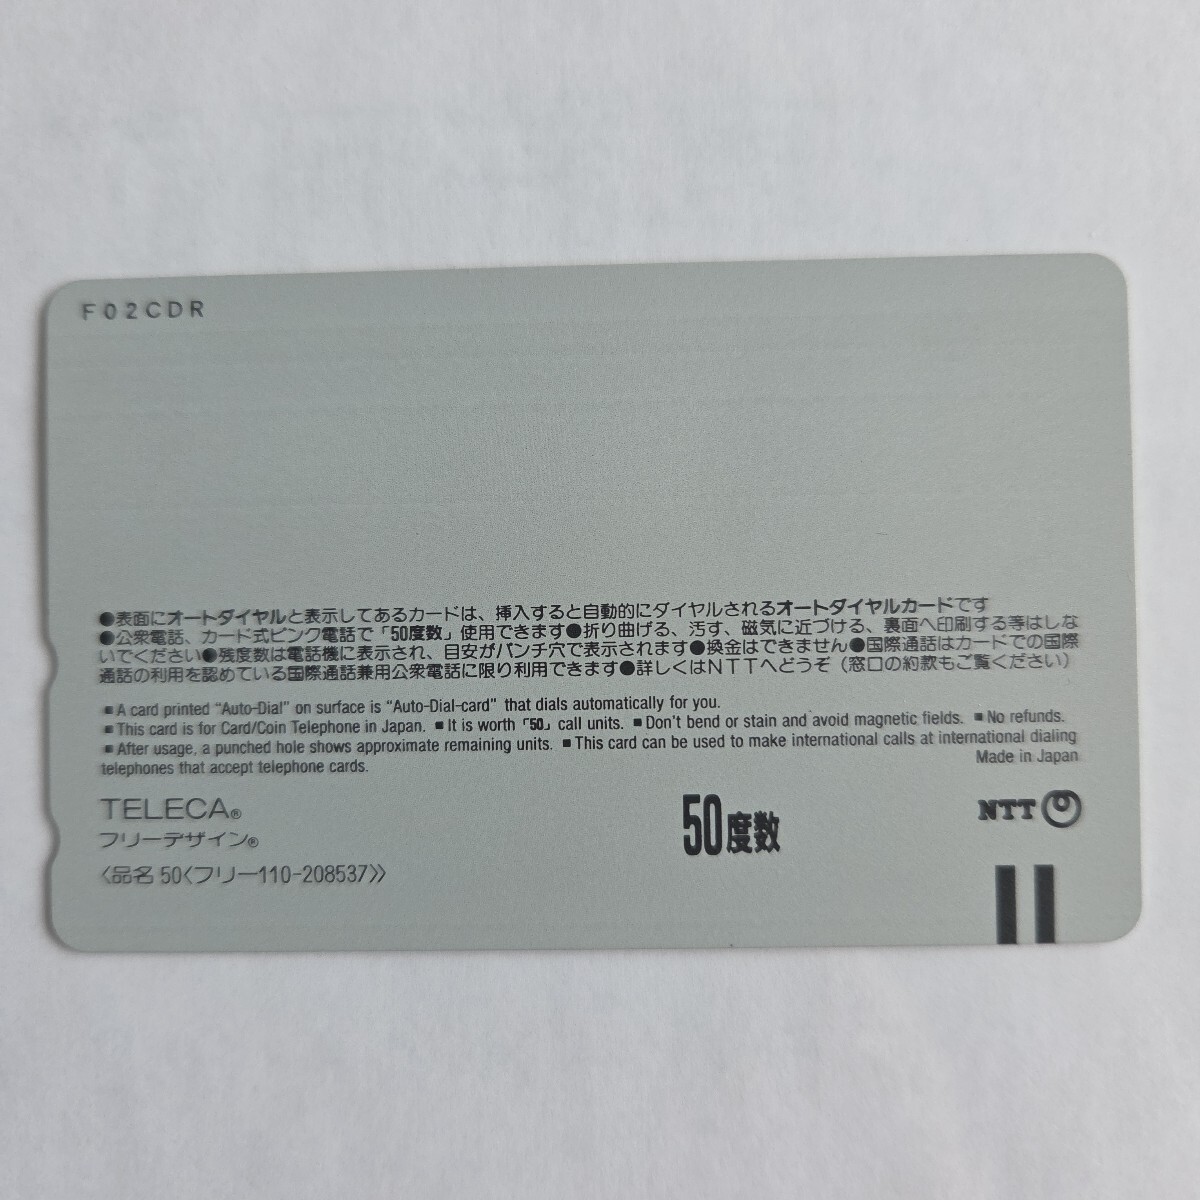 F02CDR
●表面にオートダイヤルと表示してあるカードは、挿入すると自動的にダイヤルされるオートダイヤルカードです
●公衆電話、カード式ピンク電話で「50度数」使用できます●折り曲げる、汚す、磁気に近づける、裏面へ印刷する等はしな
いでください●残度数は電話機に表示され、目安がパンチ穴で表示されます●換金はできません●国際通話はカードでの国際
通話の利用を認めている国際通話兼用公衆電話に限り利用できます●詳しくはNTTへどうぞ（窓口の約款もご覧ください）
■A card printed "Auto-Dial" on surface is "Auto-Dial-card" that dials automatically for you.
■This card is for Card/Coin Telephone in Japan. ■It is worth「50」call units. ■Don't bend or stain and avoid magnetic fields. ■No refunds.
■After usage, a punched hole shows approximate remaining units. ■This card can be used to make international calls at international dialing
telephones that accept telephone cards.
Made in Japan
TELECA®
フリーデザイン®
〈品名 50〈フリー110-208537》
50度数
NTT